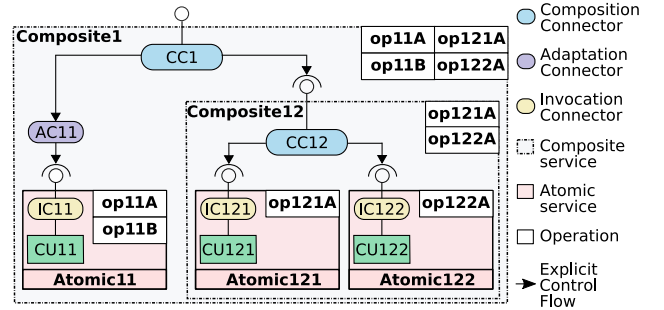 Composite1
CC1
op11A op121A
op11B op122A
AC11
Composite12
op121A
op122A
CC12
IC11
op11A
op11B
CU11
Atomic11
IC121
op121A
CU121
Atomic121
IC122
op122A
CU122
Atomic122
Composition
Connector
Adaptation
Connector
Invocation
Connector
Composite
service
Atomic
service
Operation
Explicit
Control
Flow